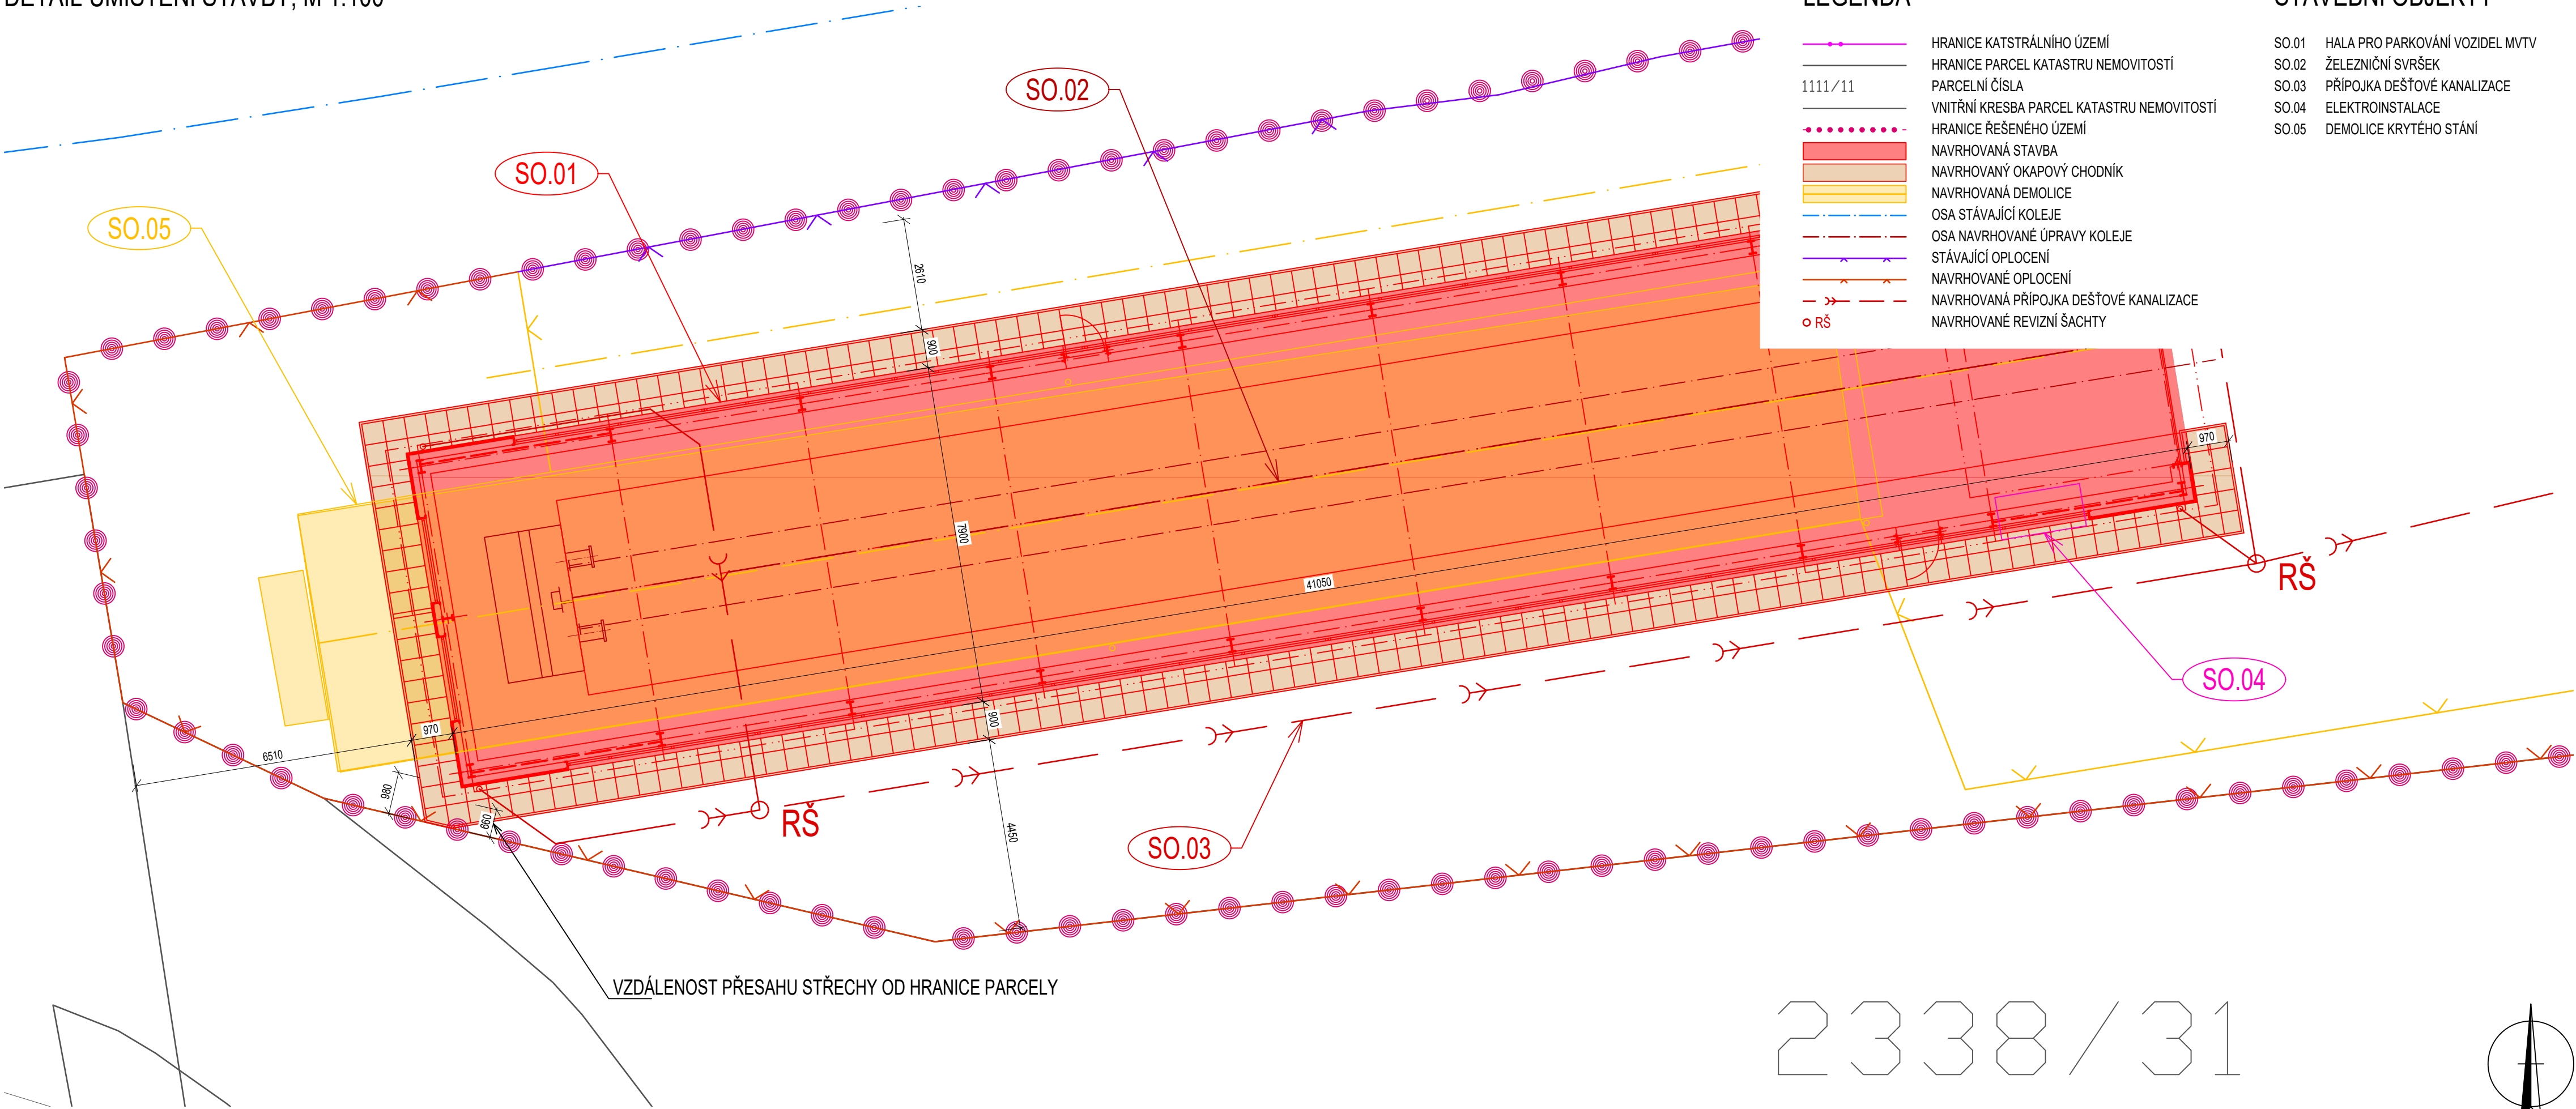 DETAIL UMÍSTĚNÍ STAVBY, M 1:100
LEGENDA
HRANICE KATSTRÁLNÍHO ÚZEMÍ
HRANICE PARCEL KATASTRU NEMOVITOSTÍ
1111/11 PARCELNÍ ČÍSLA
VNITŘNÍ KRESBA PARCEL KATASTRU NEMOVITOSTÍ
HRANICE ŘEŠENÉHO ÚZEMÍ
NAVRHOVANÁ STAVBA
NAVRHOVANÝ OKAPOVÝ CHODNÍK
NAVRHOVANÁ DEMOLICE
OSA STÁVAJÍCÍ KOLEJE
OSA NAVRHOVANÉ ÚPRAVY KOLEJE
STÁVAJÍCÍ OPLOCENÍ
NAVRHOVANÉ OPLOCENÍ
NAVRHOVANÁ PŘÍPOJKA DEŠŤOVÉ KANALIZACE
RŠ NAVRHOVANÉ REVIZNÍ ŠACHTY
STAVEBNÍ OBJEKTY
SO.01 HALA PRO PARKOVÁNÍ VOZIDEL MVTV
SO.02 ŽELEZNIČNÍ SVRŠEK
SO.03 PŘÍPOJKA DEŠŤOVÉ KANALIZACE
SO.04 ELEKTROINSTALACE
SO.05 DEMOLICE KRYTÉHO STÁNÍ
SO.02
SO.01
SO.05
2610
900
7900
41050
970
RŠ
SO.04
900
970
6510
980
660
RŠ
4450
SO.03
VZDÁLENOST PŘESAHU STŘECHY OD HRANICE PARCELY
2338/31